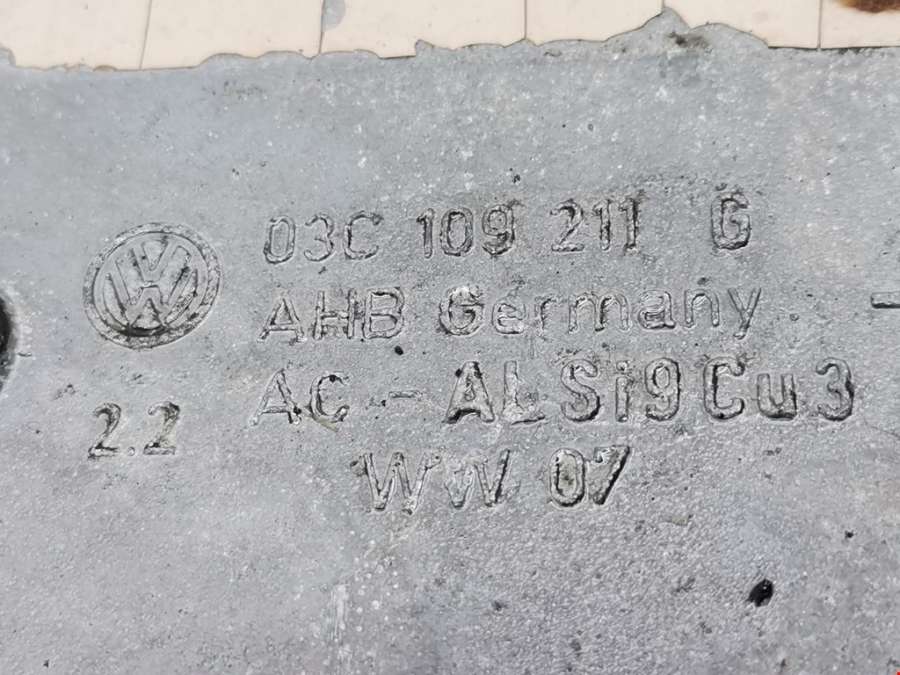 03C 109 211 G
AHB Germany
AC - ALSi9Cu3
2.2
WW 07